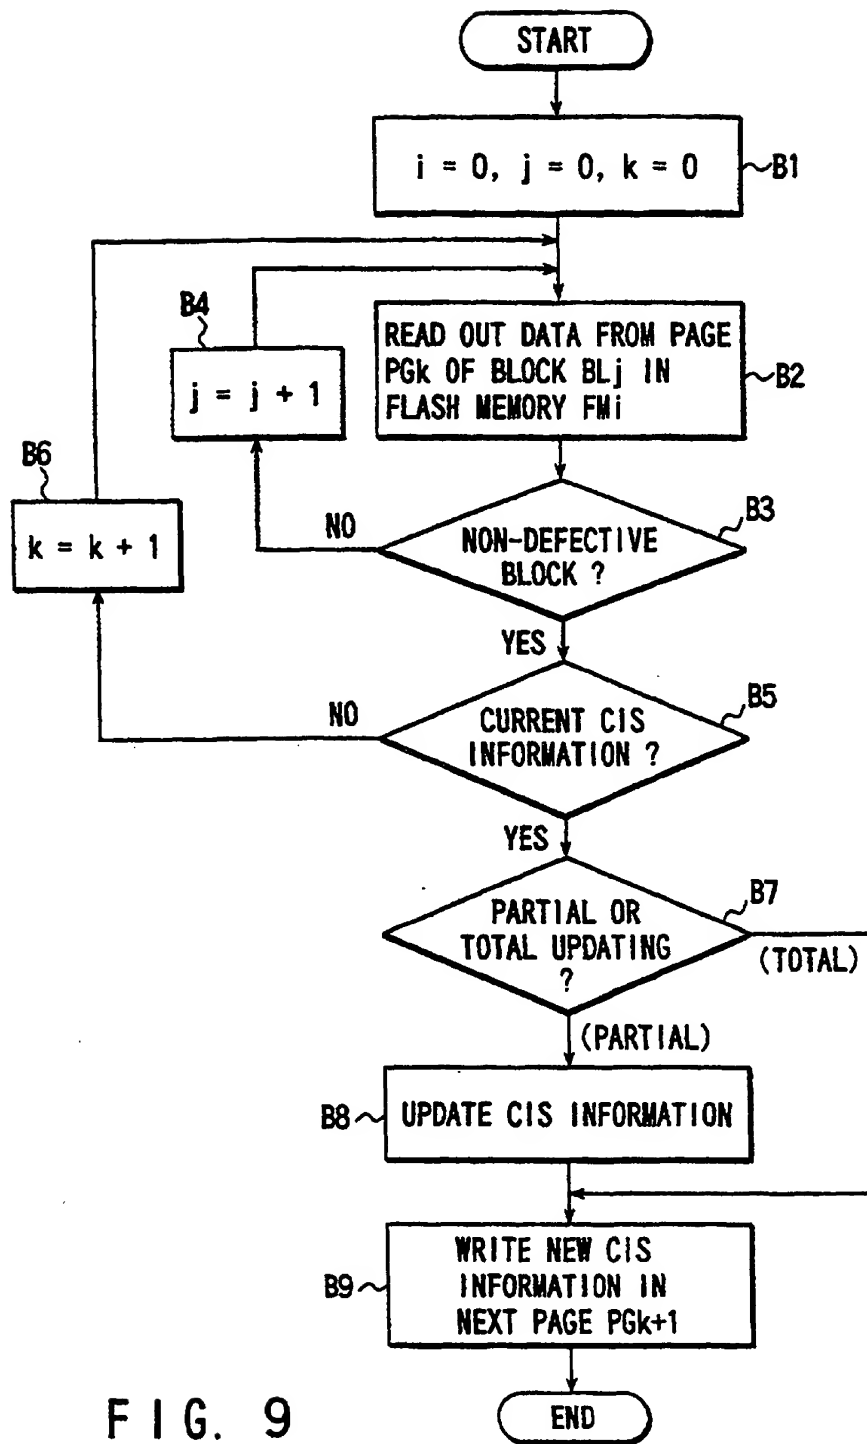 START
i = 0, j = 0, k = 0
B1
B4
j = j + 1
READ OUT DATA FROM PAGE
PGk OF BLOCK BLj IN
FLASH MEMORY FMi
B2
B6
k = k + 1
NO
NON-DEFECTIVE
BLOCK ?
B3
YES
NO
CURRENT CIS
INFORMATION ?
B5
YES
PARTIAL OR
TOTAL UPDATING
?
B7
(TOTAL)
(PARTIAL)
B8
UPDATE CIS INFORMATION
B9
WRITE NEW CIS
INFORMATION IN
NEXT PAGE PGk+1
END
FIG. 9